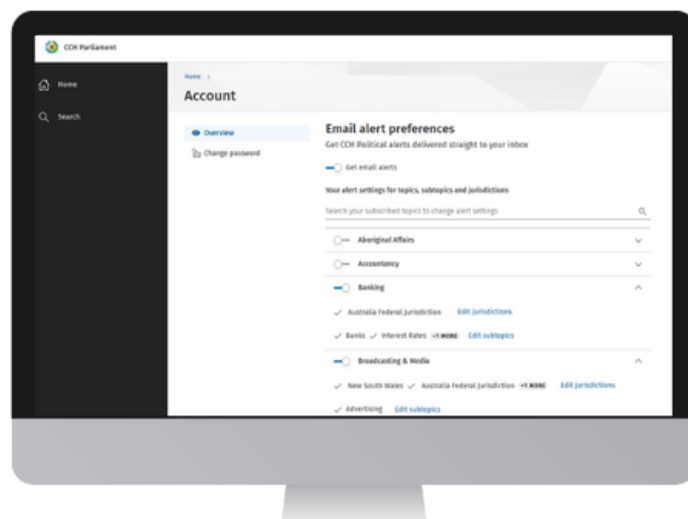 CCH Parliament
Home
Search
Home >
Account
Overview
Change password
Email alert preferences
Get CCH Political alerts delivered straight to your inbox
Get email alerts
Your alert settings for topics, subtopics and jurisdictions
Search your subscribed topics to change alert settings
Aboriginal Affairs
Accountancy
Banking
Australia Federal Jurisdiction Edit jurisdictions
Banks Interest Rates +1 MORE Edit subtopics
Broadcasting & Media
New South Wales Australia Federal Jurisdiction +1 MORE Edit jurisdictions
Advertising Edit subtopics